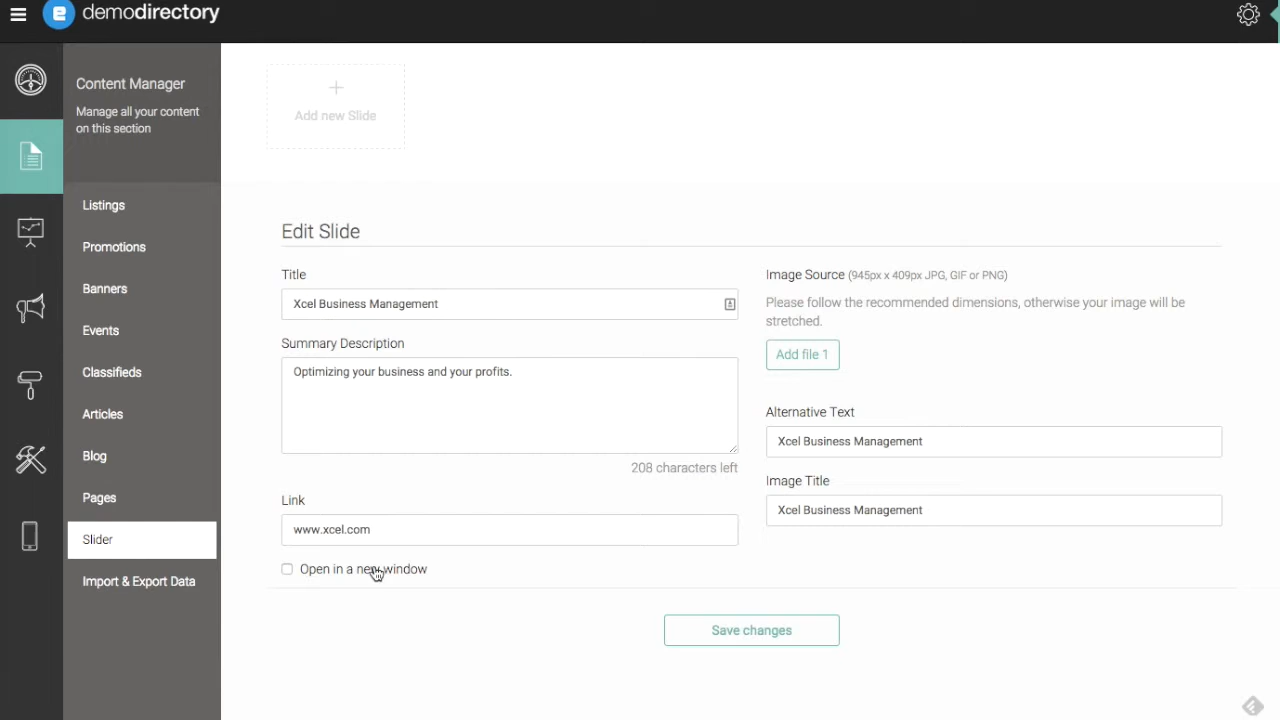 demodirectory
Content Manager
Manage all your content
on this section
Listings
Promotions
Banners
Events
Classifieds
Articles
Blog
Pages
Slider
Import & Export Data
+
Add new Slide
Edit Slide
Title
Xcel Business Management
Summary Description
Optimizing your business and your profits.
208 characters left
Link
www.xcel.com
Open in a new window
Image Source (945px x 409px JPG, GIF or PNG)
Please follow the recommended dimensions, otherwise your image will be
stretched.
Add file 1
Alternative Text
Xcel Business Management
Image Title
Xcel Business Management
Save changes